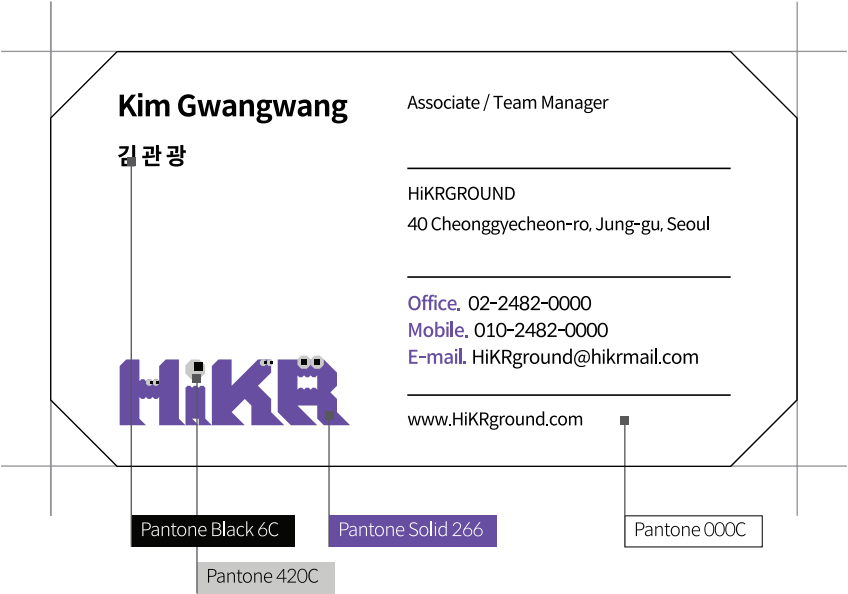 Kim Gwangwang
김관광
Associate / Team Manager
HiKRGROUND
40 Cheonggyecheon-ro, Jung-gu, Seoul
Office. 02-2482-0000
Mobile. 010-2482-0000
E-mail. HiKRground@hikrmail.com
www.HiKRground.com
HiKR
Pantone Black 6C
Pantone Solid 266
Pantone 000C
Pantone 420C